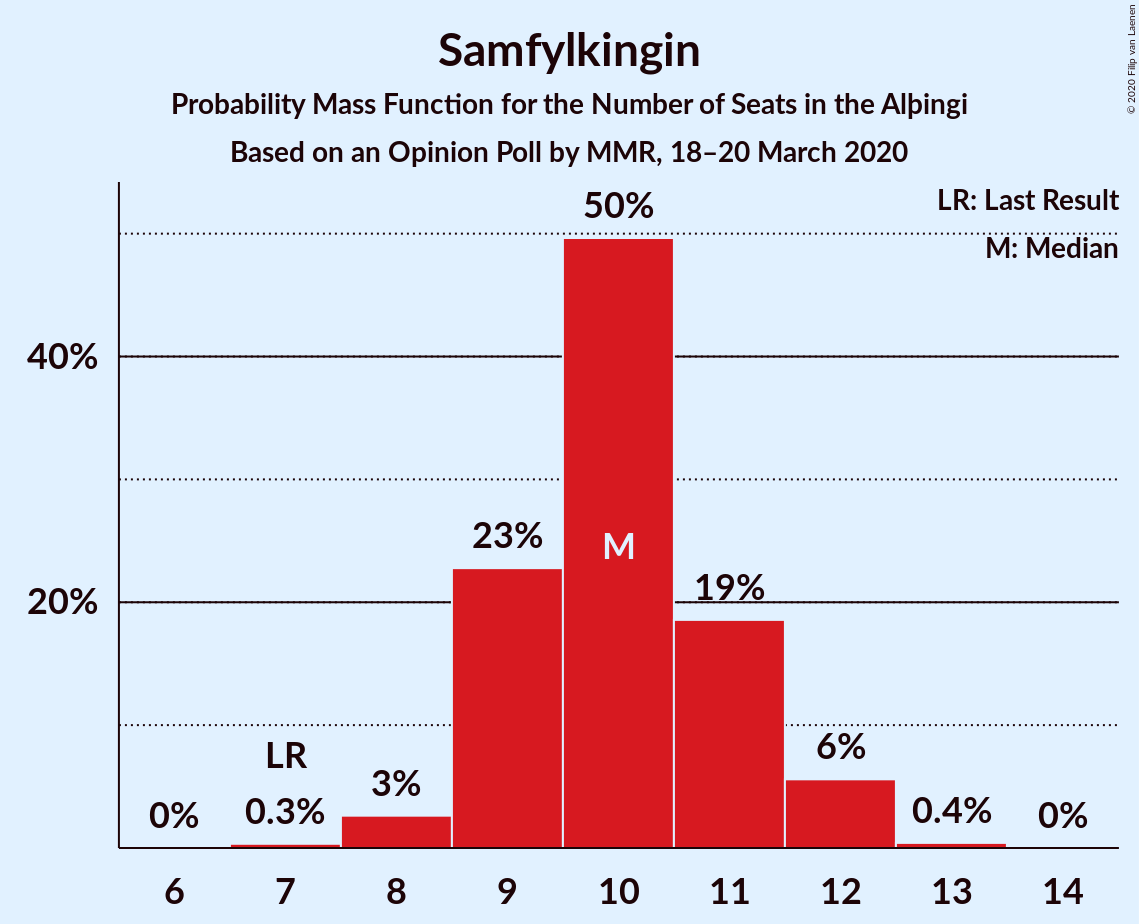 Samfylkingin
Probability Mass Function for the Number of Seats in the Alþingi
Based on an Opinion Poll by MMR, 18–20 March 2020
© 2020 Filip van Laenen
LR: Last Result
M: Median
50%
40%
23%
M
19%
20%
LR
6%
3%
0%
0.3%
0.4%
0%
6 7 8 9 10 11 12 13 14